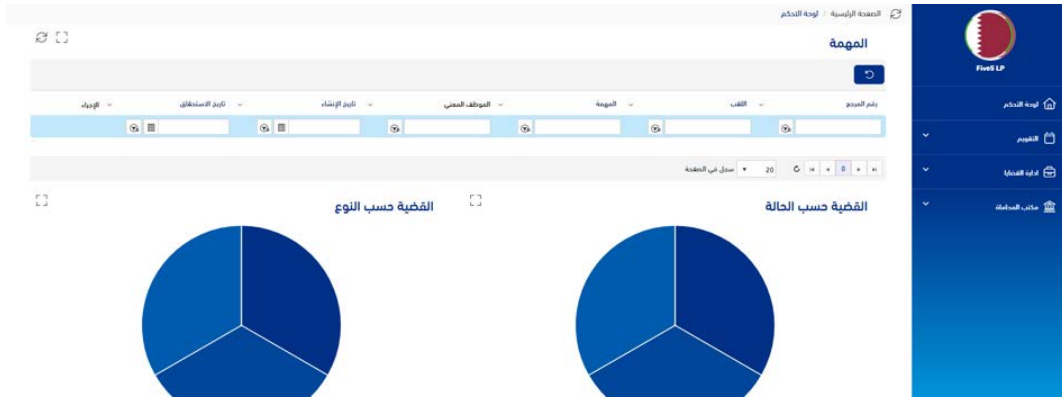 الصفحة الرئيسية / لوحة التحكم
المهمة
رقم المرجع
اللقب
المهمة
الموظف المعني
تاريخ الإنشاء
تاريخ الاستحقاق
الإجراء
0
20
سجل في الصفحة
القضية حسب الحالة
القضية حسب النوع
Five5 LP
لوحة التحكم
التقويم
ادارة القضايا
مكتب المحاماة